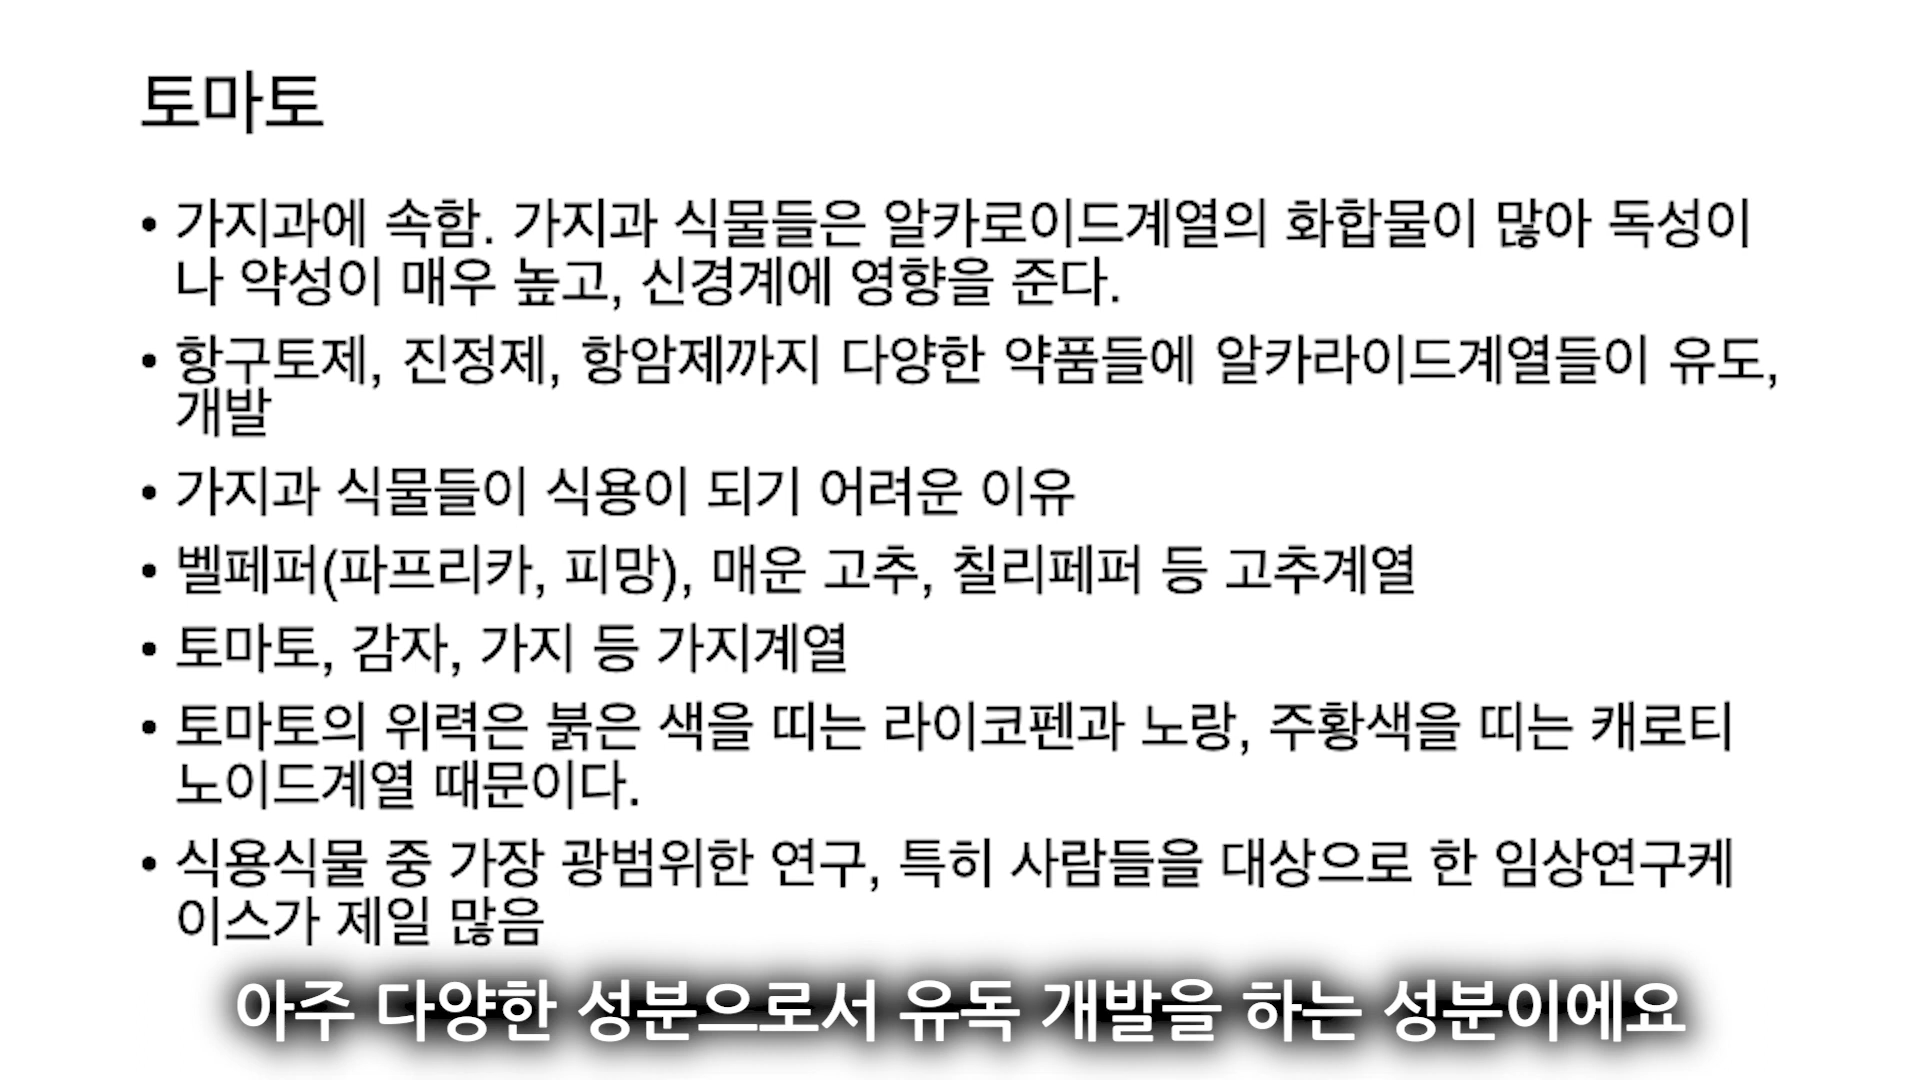 토마토
• 가지과에 속함. 가지과 식물들은 알카로이드계열의 화합물이 많아 독성이
나 약성이 매우 높고, 신경계에 영향을 준다.
• 항구토제, 진정제, 항암제까지 다양한 약품들에 알카라이드계열들이 유도,
개발
• 가지과 식물들이 식용이 되기 어려운 이유
• 벨페퍼(파프리카, 피망), 매운 고추, 칠리페퍼 등 고추계열
• 토마토, 감자, 가지 등 가지계열
• 토마토의 위력은 붉은 색을 띠는 라이코펜과 노랑, 주황색을 띠는 캐로티
노이드계열 때문이다.
• 식용식물 중 가장 광범위한 연구, 특히 사람들을 대상으로 한 임상연구케
이스가 제일 많음
아주 다양한 성분으로서 유독 개발을 하는 성분이에요